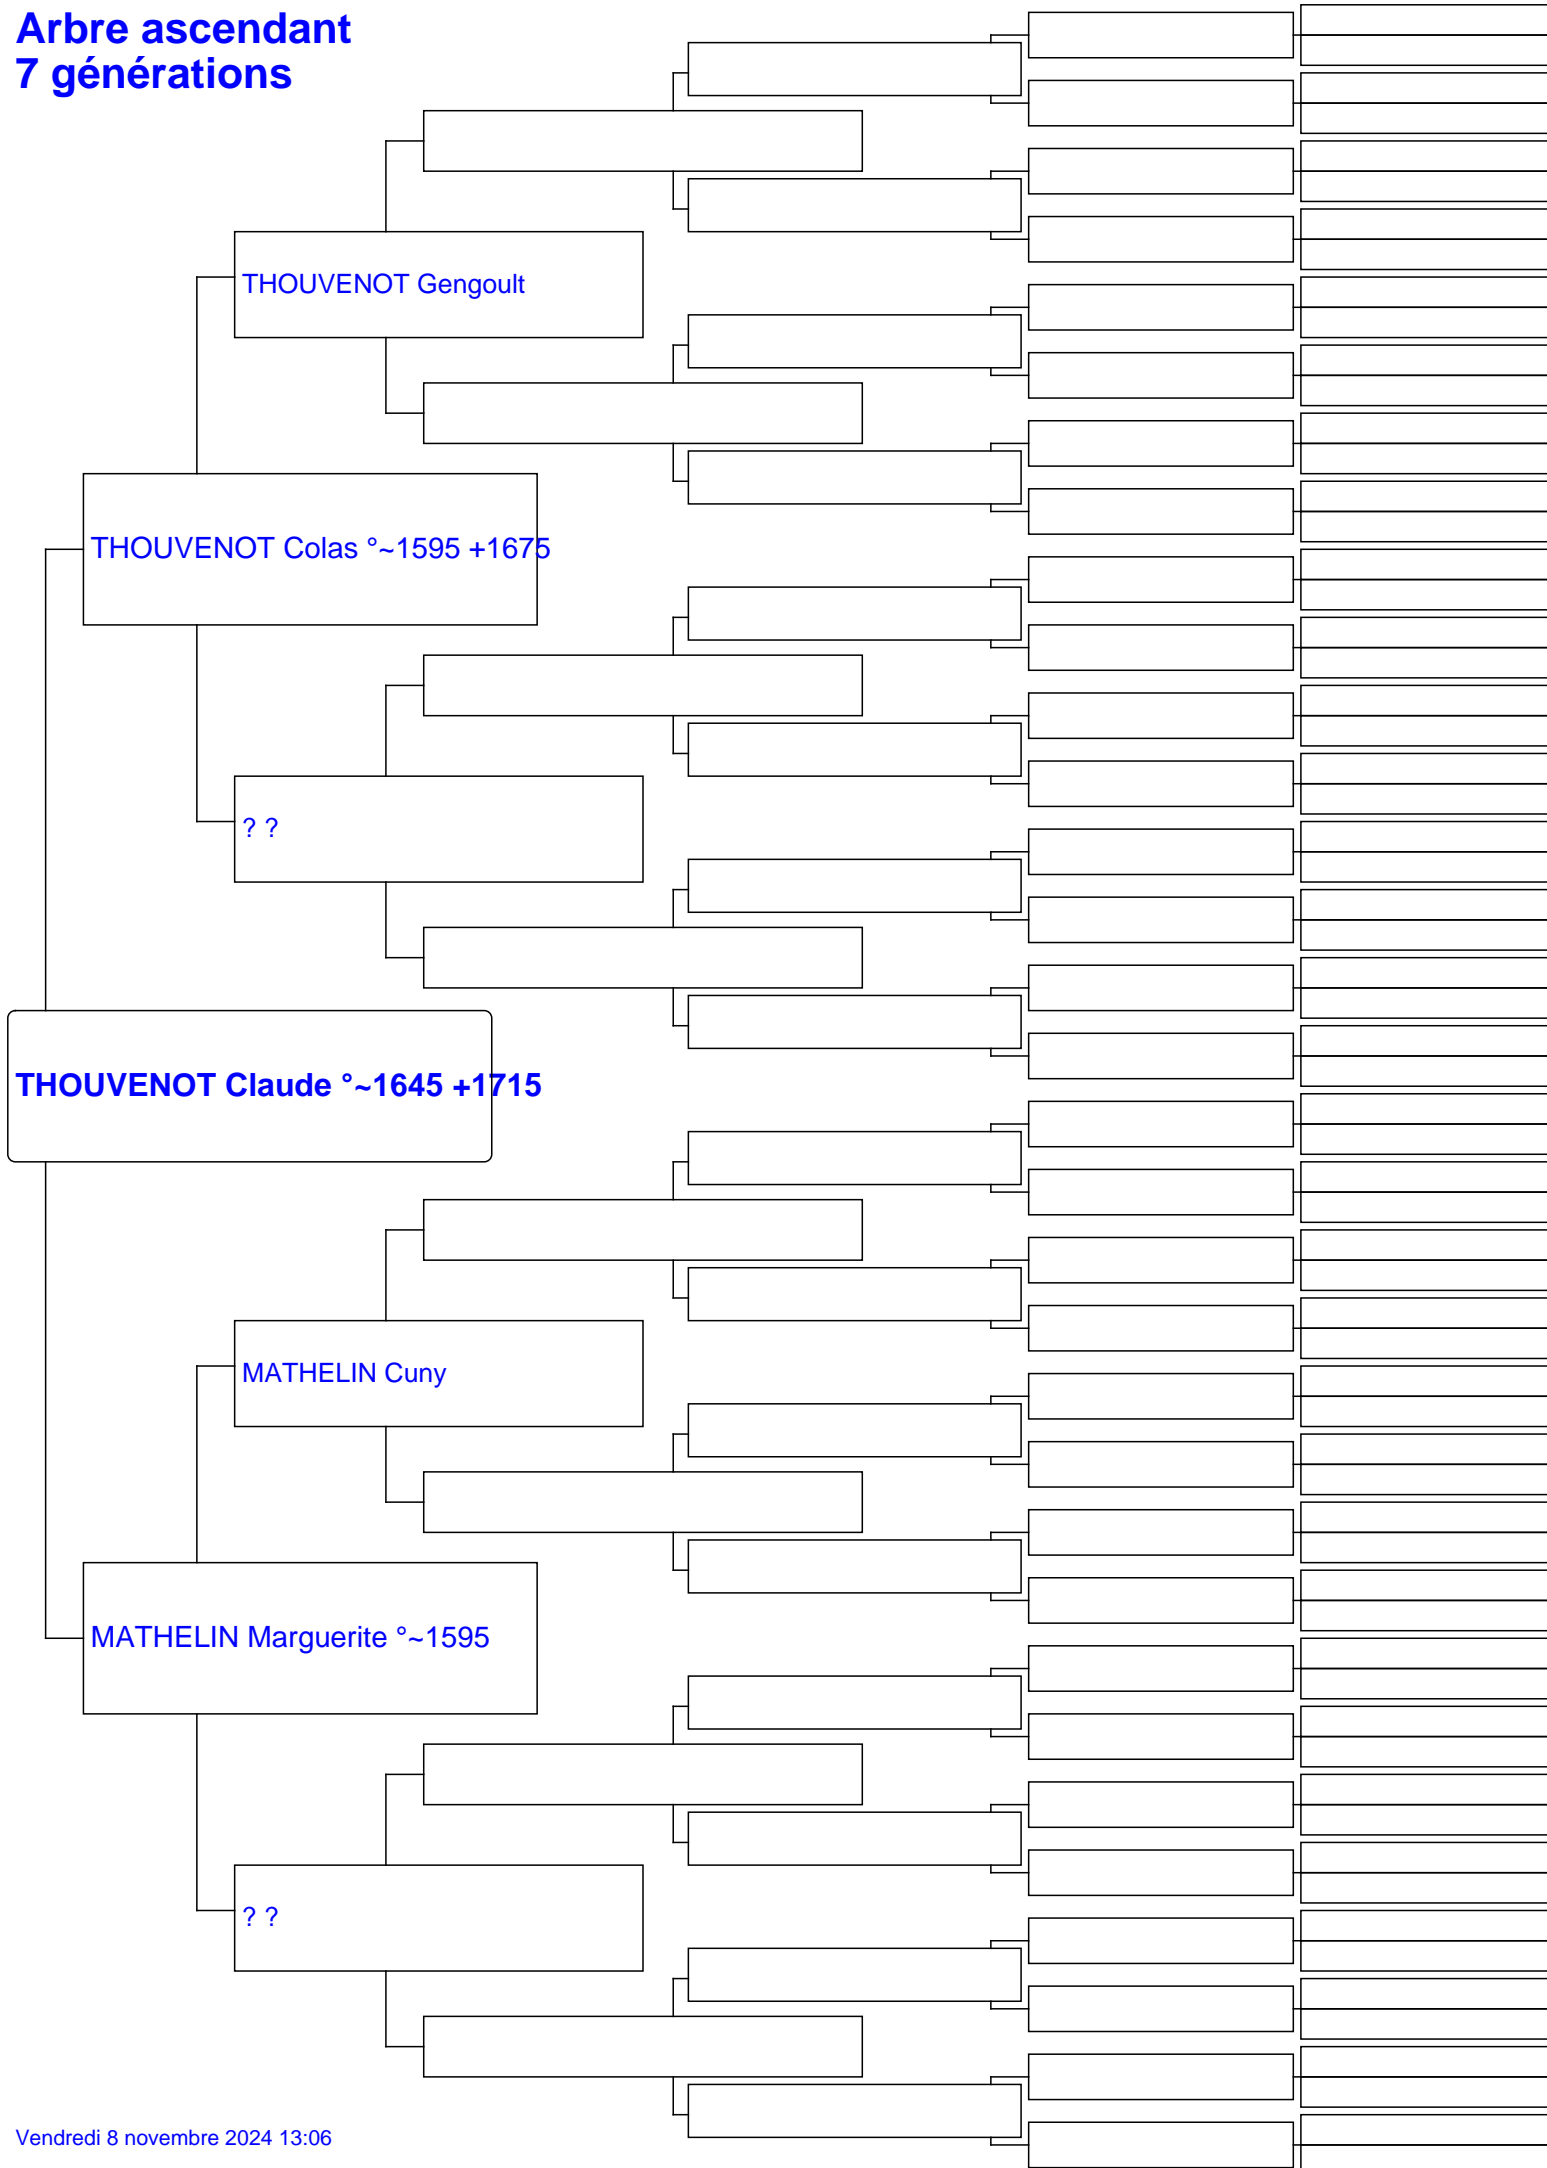 Arbre ascendant
7 générations
THOUVENOT Gengoult
THOUVENOT Colas °~1595 +1675
? ?
THOUVENOT Claude °~1645 +1715
MATHELIN Cuny
MATHELIN Marguerite °~1595
? ?
Vendredi 8 novembre 2024 13:06